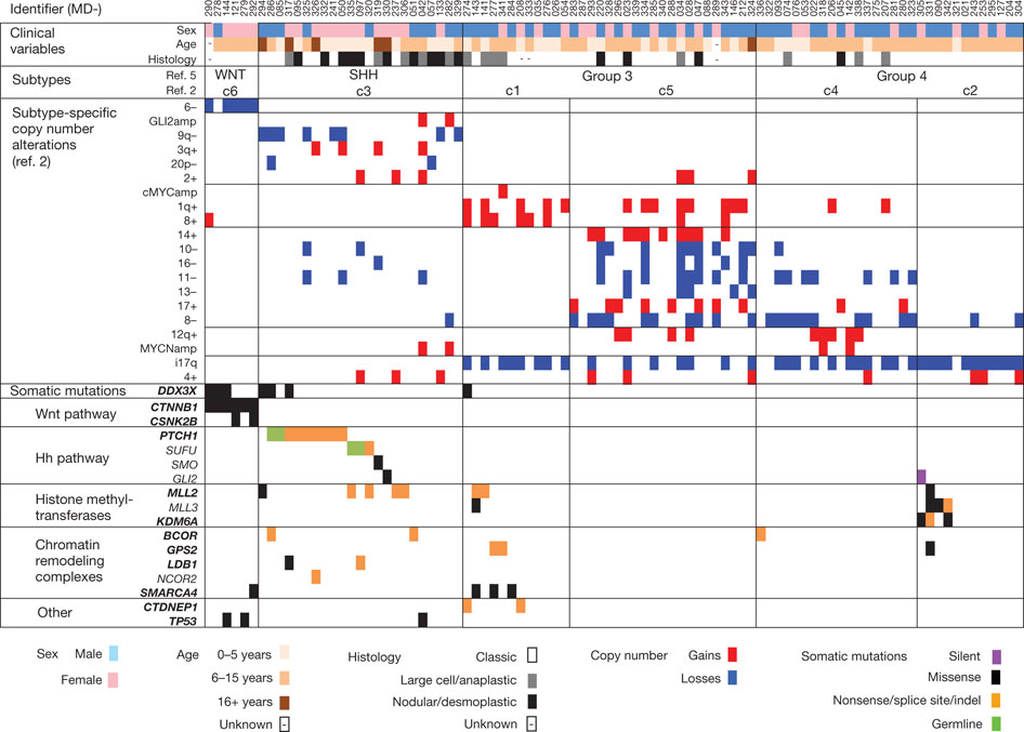 Identifier (MD-)
Clinical variables
Sex
Age
Histology
Subtypes
Ref. 5 WNT SHH Group 3 Group 4
Ref. 2 c6 c3 c1 c5 c4 c2
Subtype-specific
copy number
alterations
(ref. 2)
6–
GLI2amp
9q–
3q+
20p–
2+
cMYCamp
1q+
8+
14+
10–
16–
11–
13–
17+
8–
12q+
MYCNamp
i17q
4+
Somatic mutations DDX3X
Wnt pathway
CTNNB1
CSNK2B
Hh pathway
PTCH1
SUFU
SMO
GLI2
Histone methyl-
transferases
MLL2
MLL3
KDM6A
Chromatin
remodeling
complexes
BCOR
GPS2
LDB1
NCOR2
SMARCA4
Other
CTDNEP1
TP53
Sex Male
Female
Age 0–5 years
6–15 years
16+ years
Unknown -
Histology Classic
Large cell/anaplastic
Nodular/desmoplastic
Unknown -
Copy number Gains
Losses
Somatic mutations Silent
Missense
Nonsense/splice site/indel
Germline